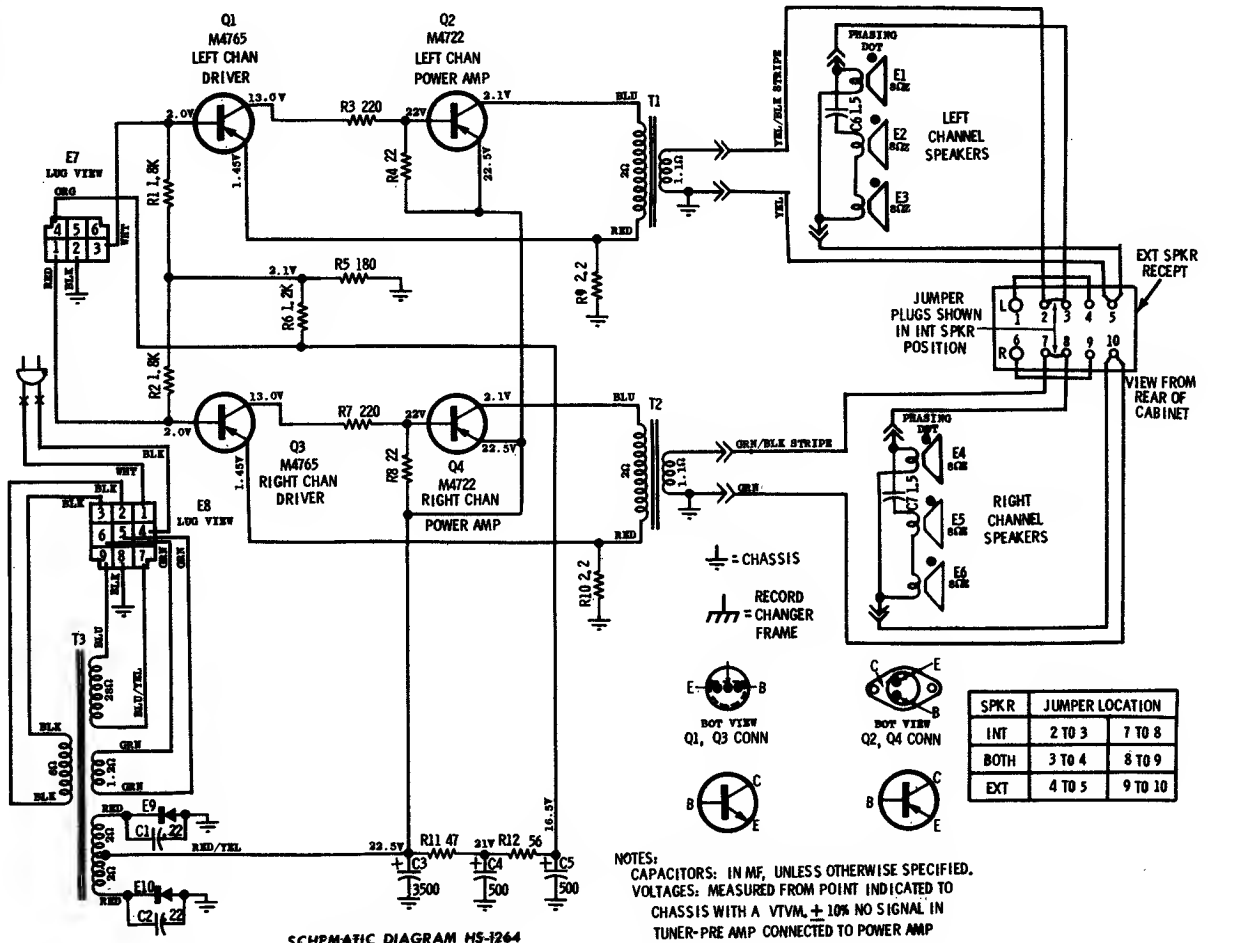 Q1
M4765
LEFT CHAN
DRIVER
Q2
M4722
LEFT CHAN
POWER AMP
2.0V
13.0V
R3 220
22V
2.1V
BLU
T1
1.45V
R4 22
22.5V
2Ω
1.1Ω
RED
R9 2.2
YEL/BLK STRIPE
YEL
PHASING
DOT
E1
8ΩZ
C6 1.5
E2
8ΩZ
E3
8ΩZ
LEFT
CHANNEL
SPEAKERS
E7
LUG VIEW
ORG
4 5 6
1 2 3
WHT
RED
BLK
R1 1.8K
2.1V
R5 180
R6 1.2K
R2 1.8K
EXT SPKR
RECEPT
JUMPER
PLUGS SHOWN
IN INT SPKR
POSITION
L
1 2 3 4 5
R
6 7 8 9 10
VIEW FROM
REAR OF
CABINET
2.0V
13.0V
R7 220
22V
2.1V
BLU
T2
Q3
M4765
RIGHT CHAN
DRIVER
1.45V
R8 22
22.5V
Q4
M4722
RIGHT CHAN
POWER AMP
2Ω
1.1Ω
RED
R10 2.2
GRN/BLK STRIPE
GRN
PHASING
DOT
E4
8ΩZ
C7 1.5
E5
8ΩZ
E6
8ΩZ
RIGHT
CHANNEL
SPEAKERS
BLK
WHT
BLK
BLK
E8
LUG VIEW
3 2 1
6 5 4
9 8 7
GRN
GRN
BLK
BLU
BLU/YEL
T3
28Ω
BLK
6Ω
BLK
GRN
1.2Ω
GRN
RED
E9
C1 .22
2Ω
2Ω
RED/YEL
RED
E10
C2 .22
22.5V
R11 47
21V
R12 56
16.5V
+ C3
3500
+ C4
500
+ C5
500
= CHASSIS
RECORD
= CHANGER
FRAME
E B
BOT VIEW
Q1, Q3 CONN
C E
B
BOT VIEW
Q2, Q4 CONN
B C E
B C E
SPKR JUMPER LOCATION
INT 2 TO 3 7 TO 8
BOTH 3 TO 4 8 TO 9
EXT 4 TO 5 9 TO 10
NOTES:
CAPACITORS: IN MF, UNLESS OTHERWISE SPECIFIED.
VOLTAGES: MEASURED FROM POINT INDICATED TO
CHASSIS WITH A VTVM, ± 10% NO SIGNAL IN
TUNER-PRE AMP CONNECTED TO POWER AMP
SCHEMATIC DIAGRAM HS-1264